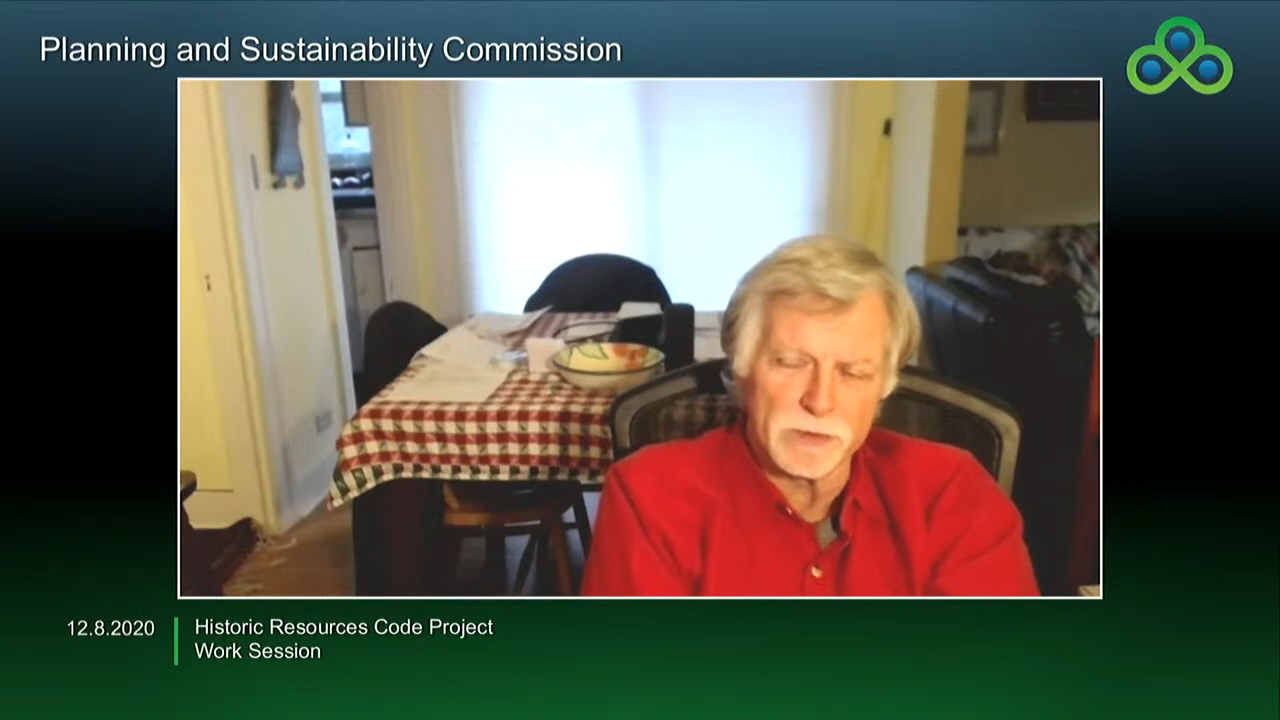 Planning and Sustainability Commission
12.8.2020
Historic Resources Code Project
Work Session